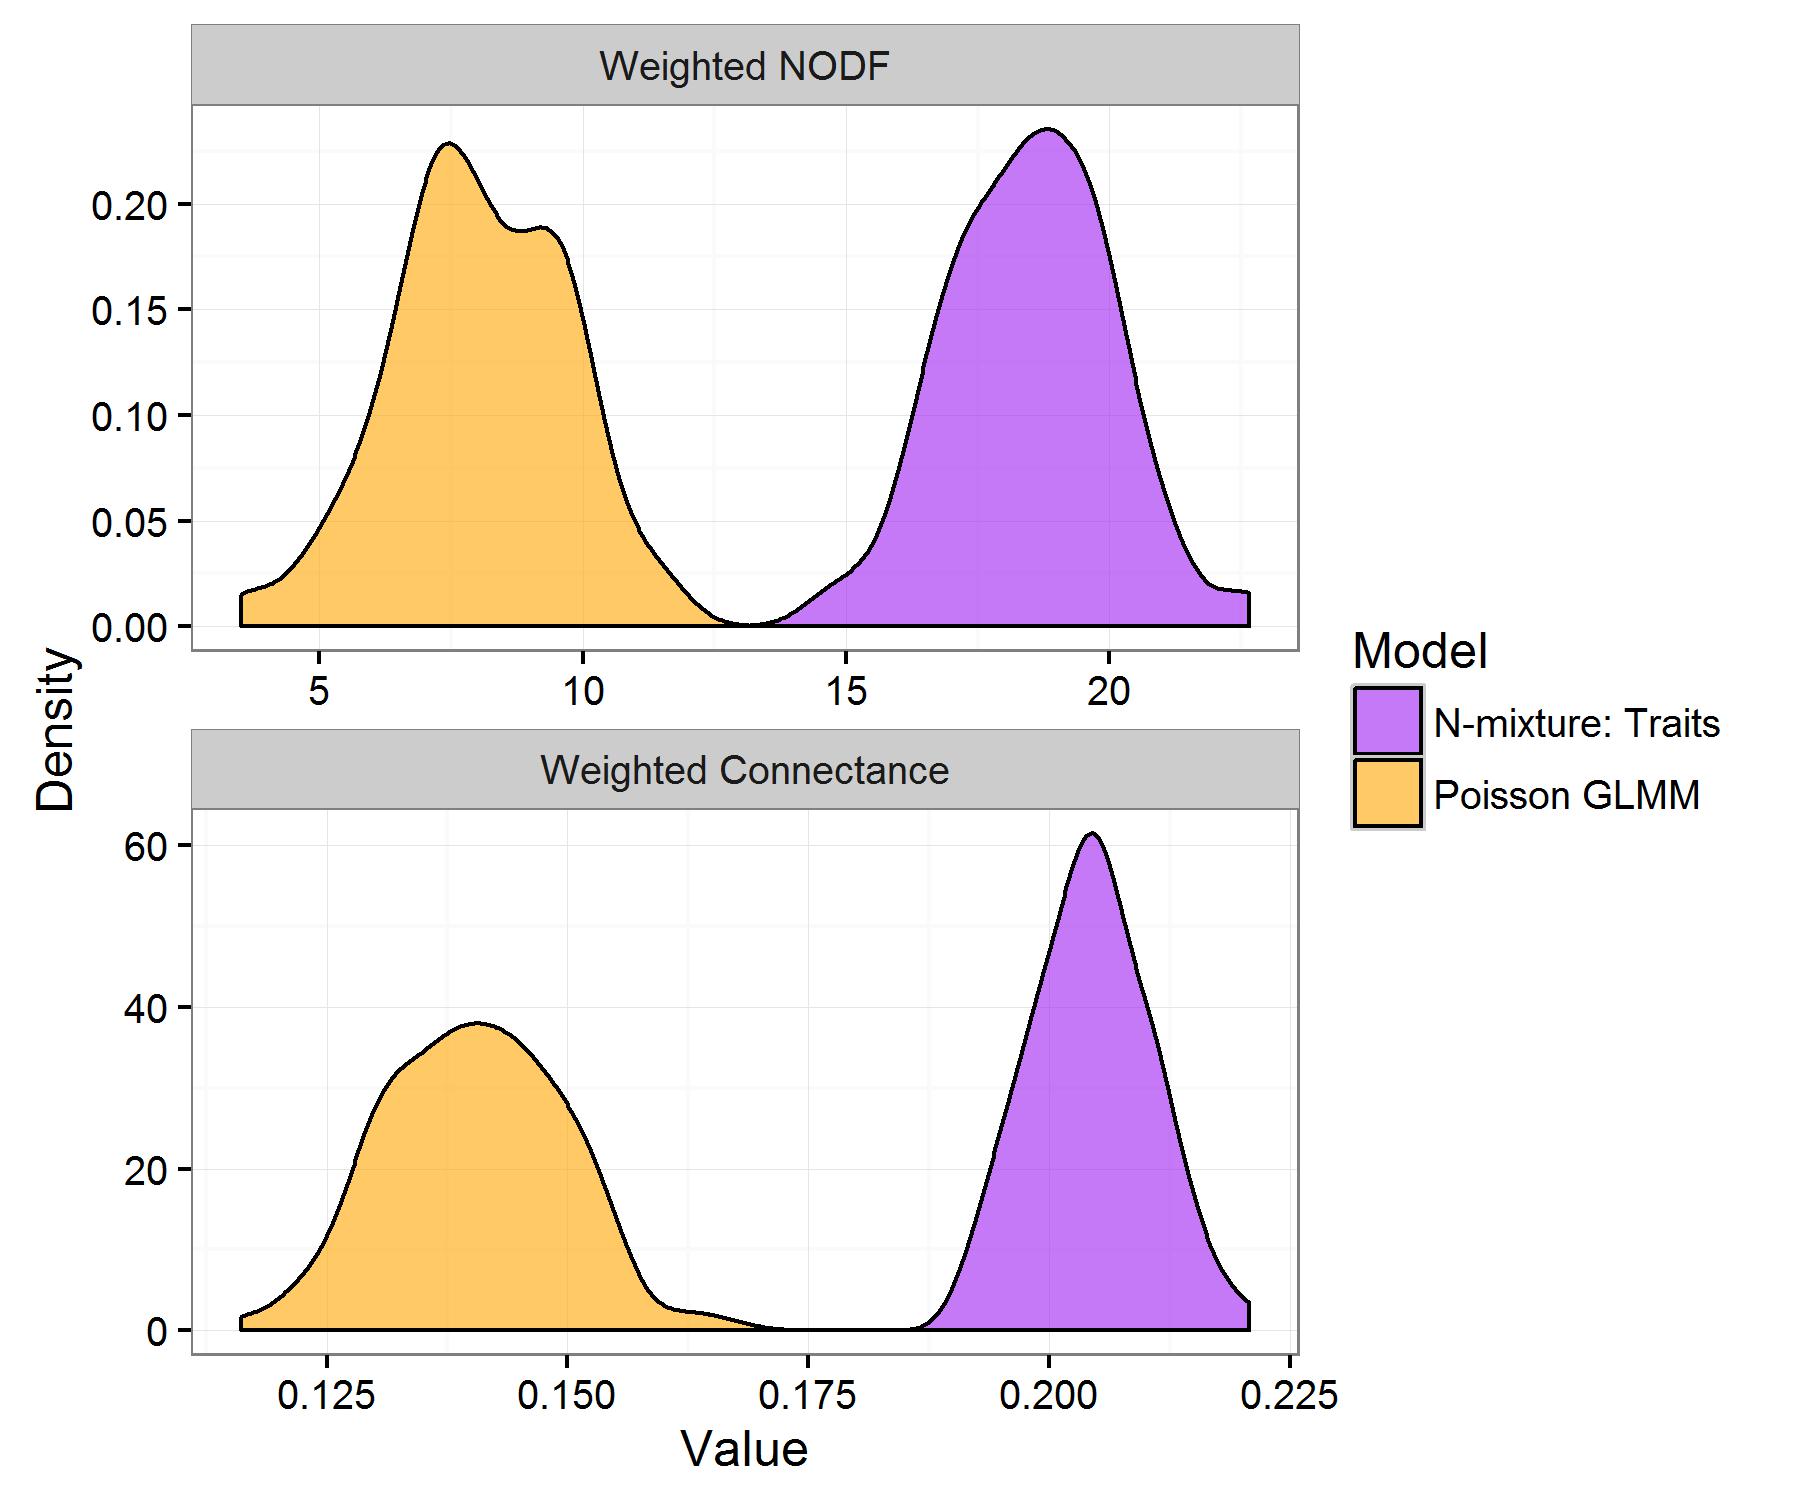 Weighted NODF
0.20
0.15
0.10
0.05
0.00
5 10 15 20
Density
Weighted Connectance
60
40
20
0
0.125 0.150 0.175 0.200 0.225
Value
Model
N-mixture: Traits
Poisson GLMM